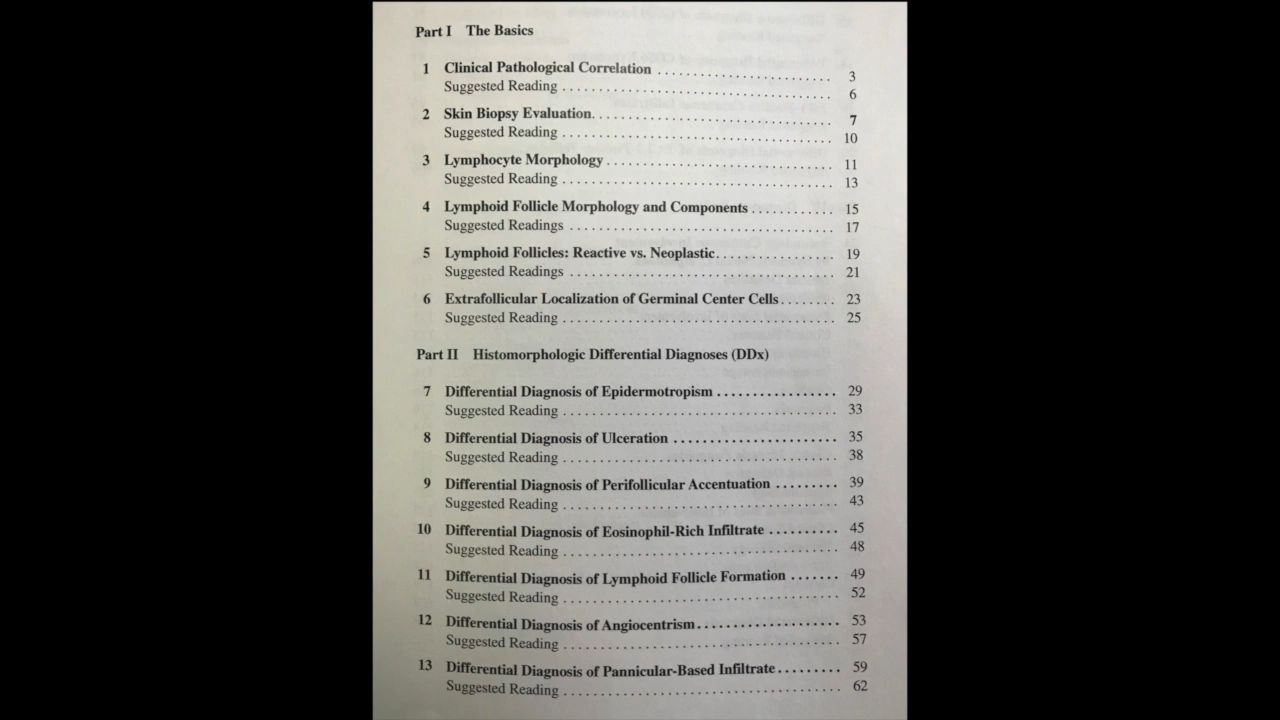 Part I The Basics
1 Clinical Pathological Correlation ........................ 3
Suggested Reading ..................................... 6
2 Skin Biopsy Evaluation................................. 7
Suggested Reading ..................................... 10
3 Lymphocyte Morphology ............................... 11
Suggested Reading ..................................... 13
4 Lymphoid Follicle Morphology and Components ........... 15
Suggested Readings .................................... 17
5 Lymphoid Follicles: Reactive vs. Neoplastic................ 19
Suggested Readings .................................... 21
6 Extrafollicular Localization of Germinal Center Cells........ 23
Suggested Reading ..................................... 25
Part II Histomorphologic Differential Diagnoses (DDx)
7 Differential Diagnosis of Epidermotropism ................. 29
Suggested Reading ..................................... 33
8 Differential Diagnosis of Ulceration ....................... 35
Suggested Reading ..................................... 38
9 Differential Diagnosis of Perifollicular Accentuation ......... 39
Suggested Reading ..................................... 43
10 Differential Diagnosis of Eosinophil-Rich Infiltrate .......... 45
Suggested Reading ..................................... 48
11 Differential Diagnosis of Lymphoid Follicle Formation ....... 49
Suggested Reading ..................................... 52
12 Differential Diagnosis of Angiocentrism.................... 53
Suggested Reading ..................................... 57
13 Differential Diagnosis of Pannicular-Based Infiltrate......... 59
Suggested Reading ..................................... 62